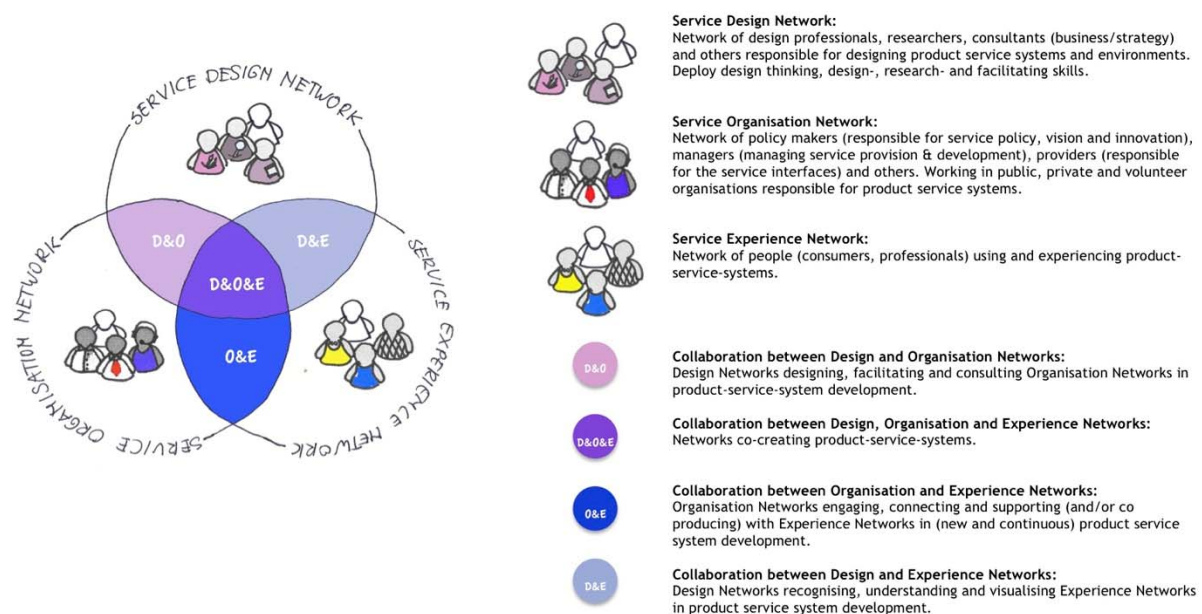 SERVICE DESIGN NETWORK
SERVICE ORGANISATION NETWORK
SERVICE EXPERIENCE NETWORK
D&O
D&E
D&O&E
O&E
Service Design Network:
Network of design professionals, researchers, consultants (business/strategy)
and others responsible for designing product service systems and environments.
Deploy design thinking, design-, research- and facilitating skills.
Service Organisation Network:
Network of policy makers (responsible for service policy, vision and innovation),
managers (managing service provision & development), providers (responsible
for the service interfaces) and others. Working in public, private and volunteer
organisations responsible for product service systems.
Service Experience Network:
Network of people (consumers, professionals) using and experiencing product-
service-systems.
D&O
Collaboration between Design and Organisation Networks:
Design Networks designing, facilitating and consulting Organisation Networks in
product-service-system development.
D&O&E
Collaboration between Design, Organisation and Experience Networks:
Networks co-creating product-service-systems.
O&E
Collaboration between Organisation and Experience Networks:
Organisation Networks engaging, connecting and supporting (and/or co
producing) with Experience Networks in (new and continuous) product service
system development.
D&E
Collaboration between Design and Experience Networks:
Design Networks recognising, understanding and visualising Experience Networks
in product service system development.